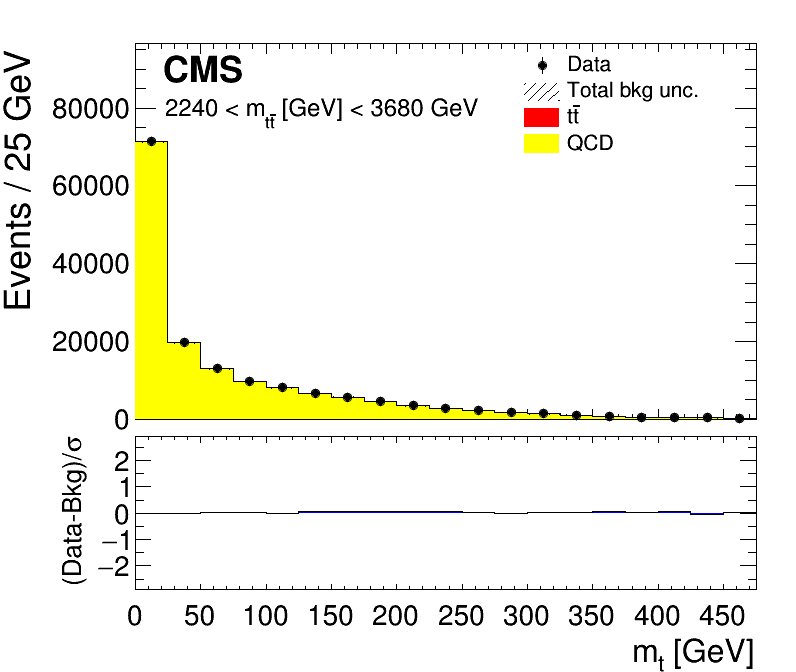 CMS
2240 < m_tt̄ [GeV] < 3680 GeV
Data
Total bkg unc.
tt̄
QCD
Events / 25 GeV
80000
60000
40000
20000
0
(Data-Bkg)/σ
2
1
0
−1
−2
0 50 100 150 200 250 300 350 400 450
m_t [GeV]